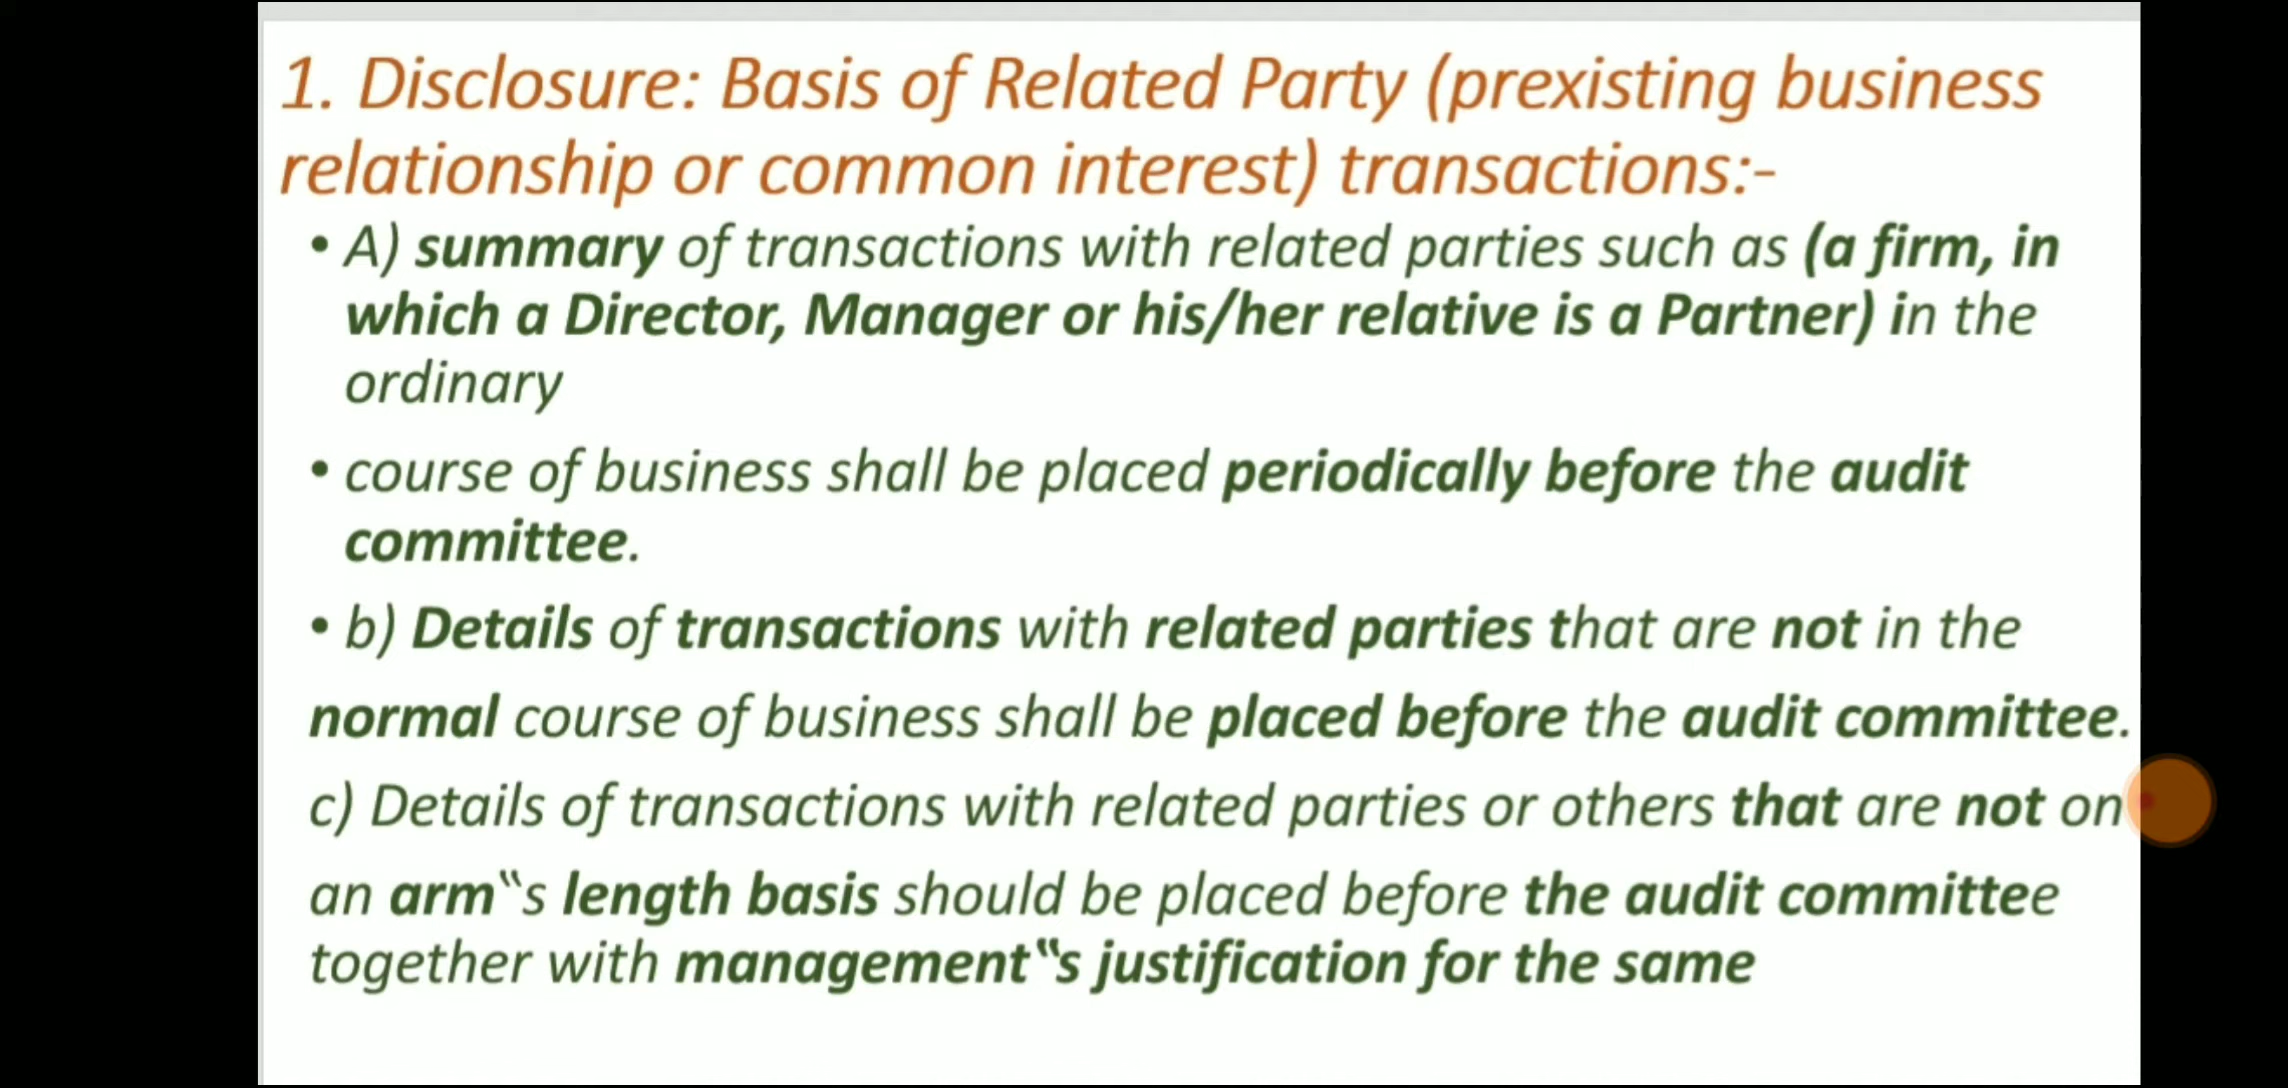 1. Disclosure: Basis of Related Party (prexisting business
relationship or common interest) transactions:-
• A) summary of transactions with related parties such as (a firm, in
which a Director, Manager or his/her relative is a Partner) in the
ordinary
• course of business shall be placed periodically before the audit
committee.
• b) Details of transactions with related parties that are not in the
normal course of business shall be placed before the audit committee.
c) Details of transactions with related parties or others that are not on
an arm‟s length basis should be placed before the audit committee
together with management‟s justification for the same